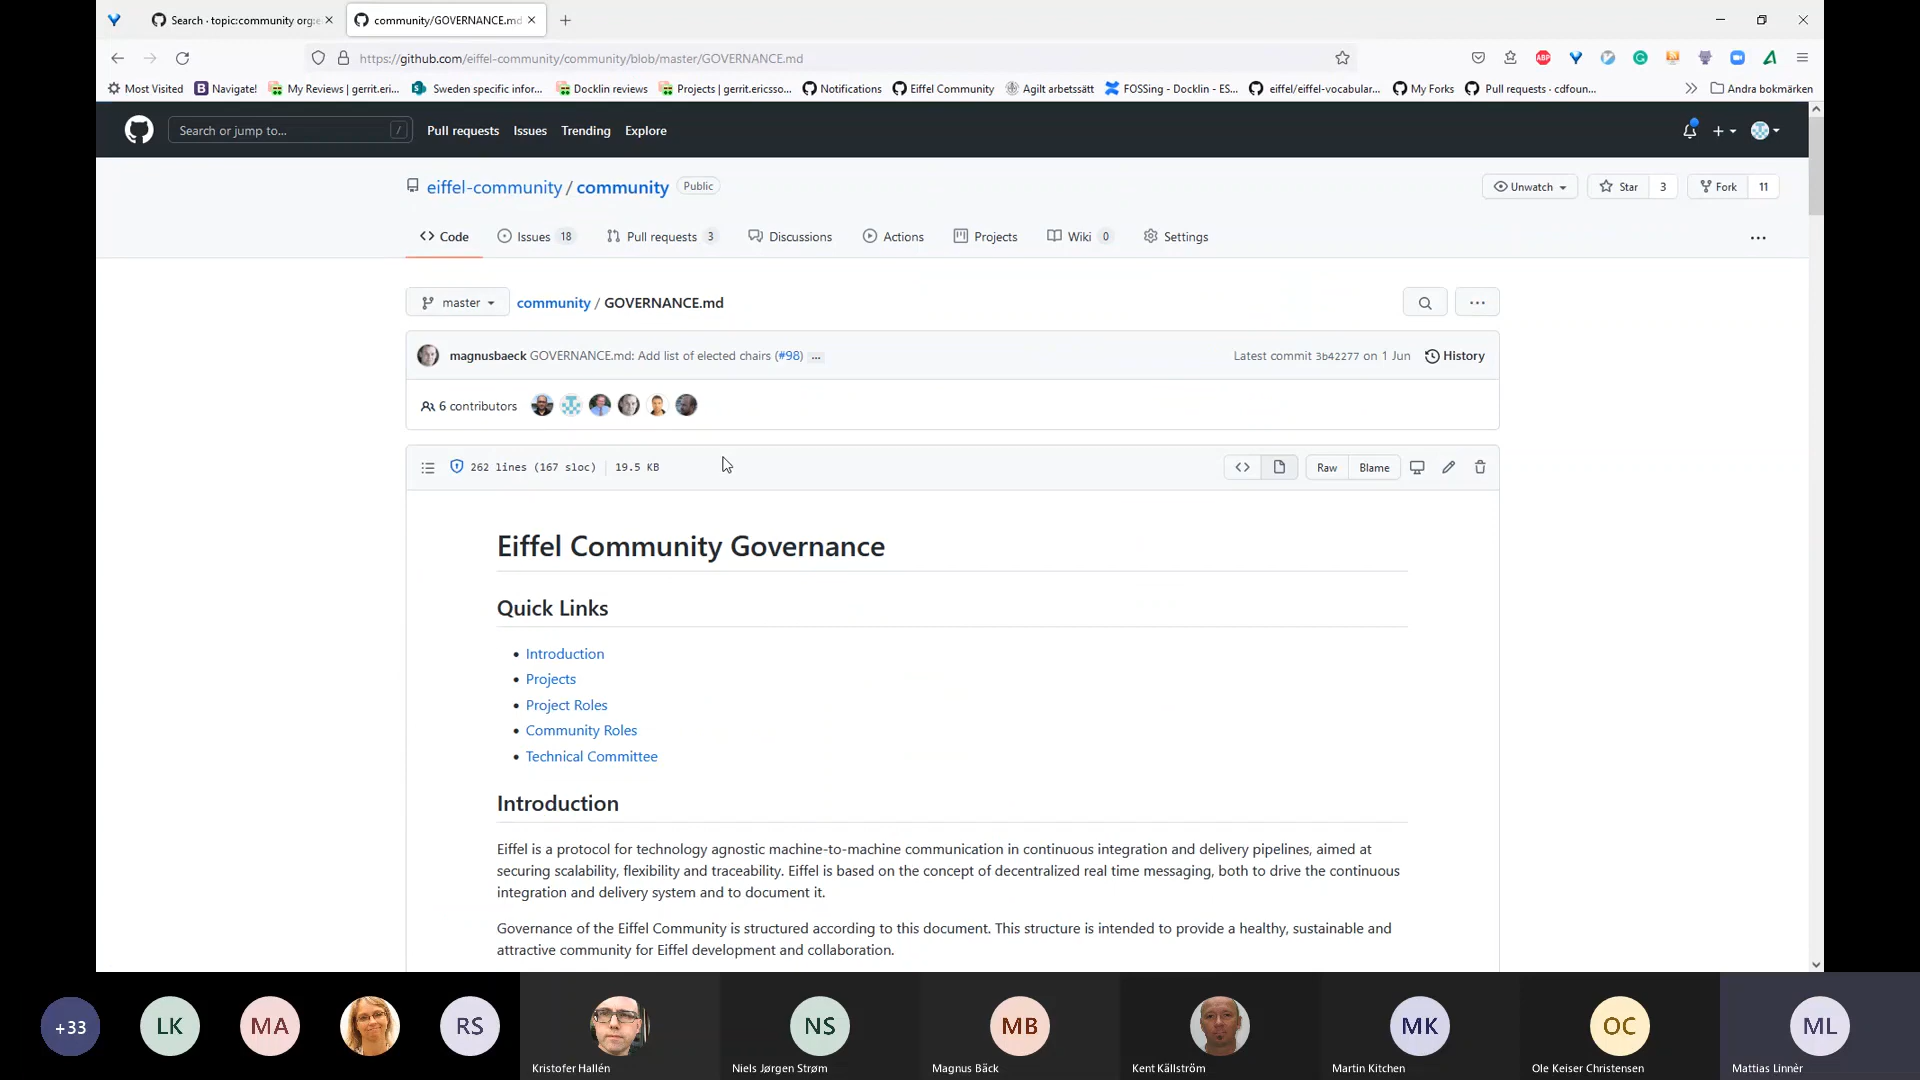 Search · topic:community org:e
community/GOVERNANCE.md
https://github.com/eiffel-community/community/blob/master/GOVERNANCE.md
ABP
Most Visited
Navigate!
My Reviews | gerrit.eri...
Sweden specific infor...
Docklin reviews
Projects | gerrit.ericsso...
Notifications
Eiffel Community
Agilt arbetssätt
FOSSing - Docklin - ES...
eiffel/eiffel-vocabular...
My Forks
Pull requests · cdfoun...
Andra bokmärken
Search or jump to...
/
Pull requests
Issues
Trending
Explore
eiffel-community / community
Public
Unwatch
Star 3
Fork 11
Code
Issues 18
Pull requests 3
Discussions
Actions
Projects
Wiki 0
Settings
...
master
community / GOVERNANCE.md
...
magnusbaeck GOVERNANCE.md: Add list of elected chairs (#98) ...
Latest commit 3b42277 on 1 Jun
History
6 contributors
262 lines (167 sloc) | 19.5 KB
Raw
Blame
Eiffel Community Governance
Quick Links
• Introduction
• Projects
• Project Roles
• Community Roles
• Technical Committee
Introduction
Eiffel is a protocol for technology agnostic machine-to-machine communication in continuous integration and delivery pipelines, aimed at
securing scalability, flexibility and traceability. Eiffel is based on the concept of decentralized real time messaging, both to drive the continuous
integration and delivery system and to document it.
Governance of the Eiffel Community is structured according to this document. This structure is intended to provide a healthy, sustainable and
attractive community for Eiffel development and collaboration.
+33
LK
MA
RS
Kristofer Hallén
NS
Niels Jørgen Strøm
MB
Magnus Bäck
Kent Källström
MK
Martin Kitchen
OC
Ole Keiser Christensen
ML
Mattias Linnér